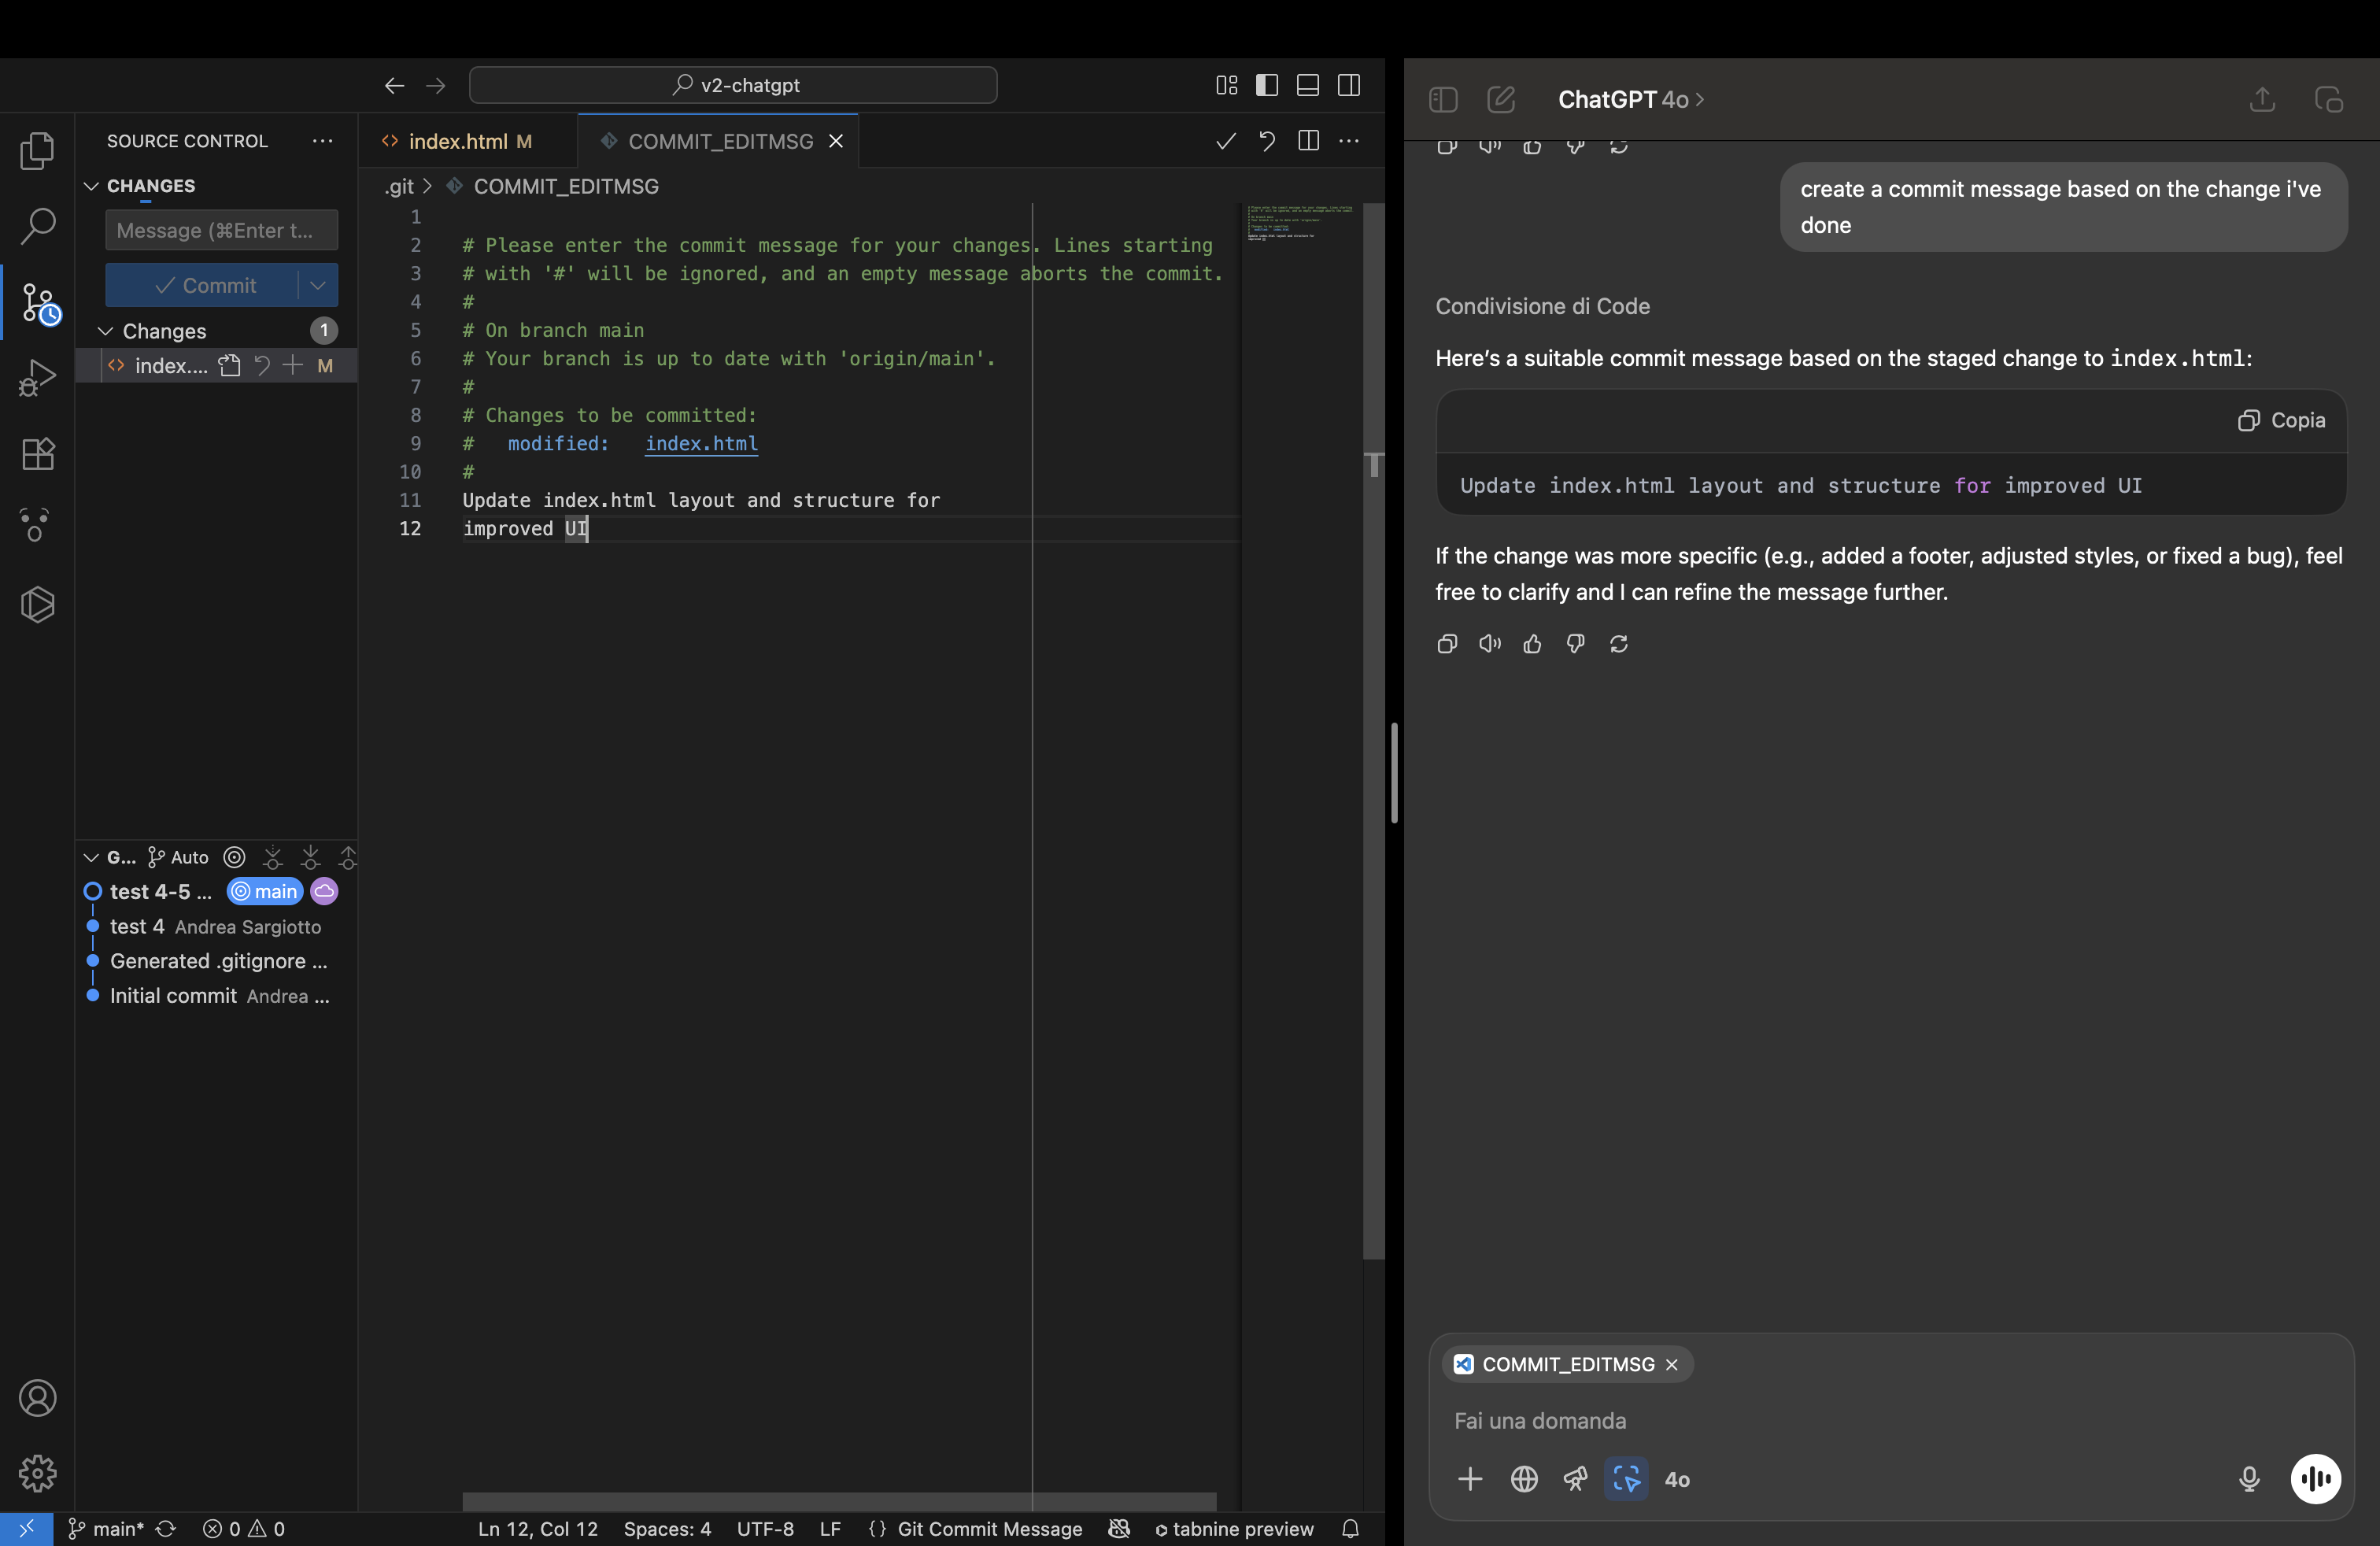 v2-chatgpt
SOURCE CONTROL
CHANGES
Message (⌘Enter t...
Commit
Changes
1
index....
M
index.html M
COMMIT_EDITMSG
.git > COMMIT_EDITMSG
1
2 # Please enter the commit message for your changes. Lines starting
3 # with '#' will be ignored, and an empty message aborts the commit.
4 #
5 # On branch main
6 # Your branch is up to date with 'origin/main'.
7 #
8 # Changes to be committed:
9 #   modified:   index.html
10 #
11 Update index.html layout and structure for
12 improved UI
G... Auto
test 4-5 ... main
test 4 Andrea Sargiotto
Generated .gitignore ...
Initial commit Andrea ...
main* 0 0
Ln 12, Col 12 Spaces: 4 UTF-8 LF {} Git Commit Message tabnine preview
ChatGPT 4o >
create a commit message based on the change i've
done
Condivisione di Code
Here’s a suitable commit message based on the staged change to index.html:
Copia
Update index.html layout and structure for improved UI
If the change was more specific (e.g., added a footer, adjusted styles, or fixed a bug), feel
free to clarify and I can refine the message further.
COMMIT_EDITMSG
Fai una domanda
4o